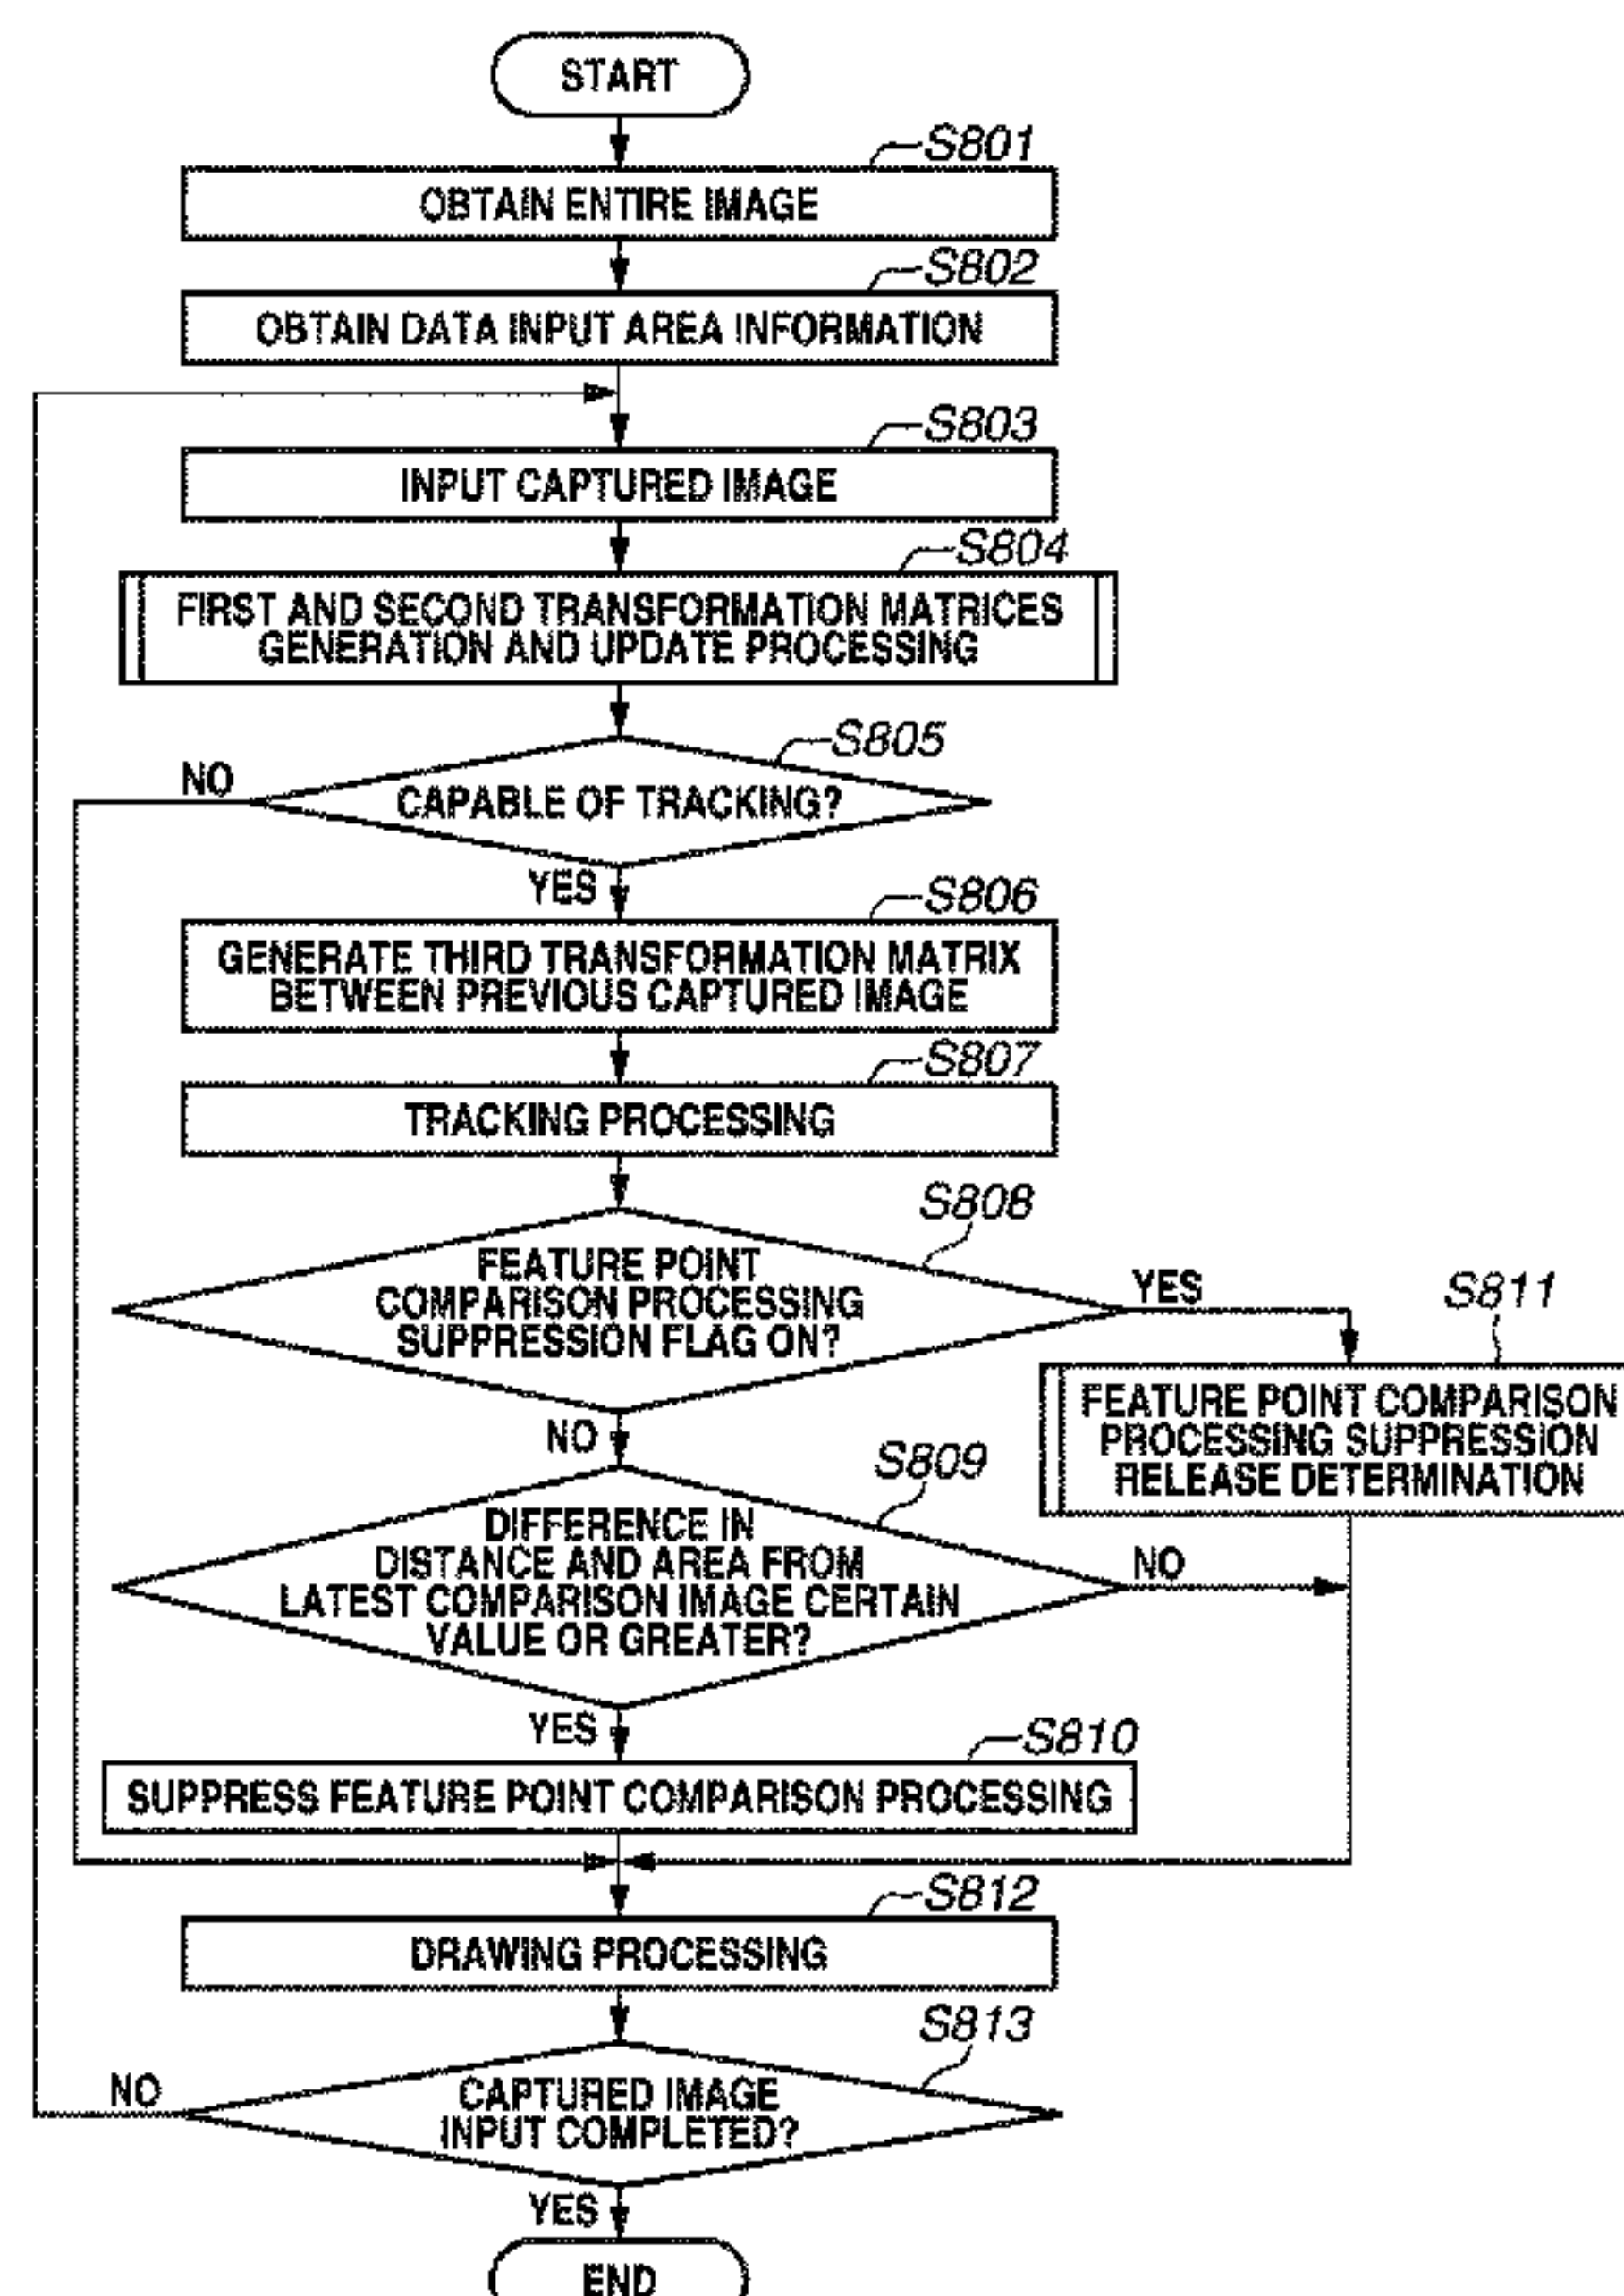 START
S801
OBTAIN ENTIRE IMAGE
S802
OBTAIN DATA INPUT AREA INFORMATION
S803
INPUT CAPTURED IMAGE
S804
FIRST AND SECOND TRANSFORMATION MATRICES
GENERATION AND UPDATE PROCESSING
S805
NO
CAPABLE OF TRACKING?
YES
S806
GENERATE THIRD TRANSFORMATION MATRIX
BETWEEN PREVIOUS CAPTURED IMAGE
S807
TRACKING PROCESSING
S808
FEATURE POINT
COMPARISON PROCESSING
SUPPRESSION FLAG ON?
YES
S811
FEATURE POINT COMPARISON
PROCESSING SUPPRESSION
RELEASE DETERMINATION
NO
S809
DIFFERENCE IN
DISTANCE AND AREA FROM
LATEST COMPARISON IMAGE CERTAIN
VALUE OR GREATER?
NO
YES
S810
SUPPRESS FEATURE POINT COMPARISON PROCESSING
S812
DRAWING PROCESSING
S813
NO
CAPTURED IMAGE
INPUT COMPLETED?
YES
END